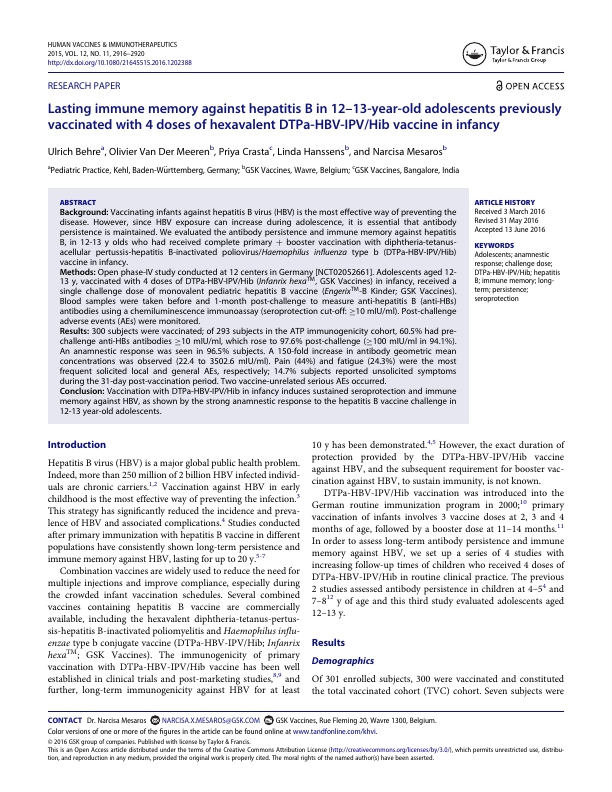 HUMAN VACCINES & IMMUNOTHERAPEUTICS
2015, VOL. 12, NO. 11, 2916–2920
http://dx.doi.org/10.1080/21645515.2016.1202388
Taylor & Francis
Taylor & Francis Group
RESEARCH PAPER
OPEN ACCESS
Lasting immune memory against hepatitis B in 12–13-year-old adolescents previously
vaccinated with 4 doses of hexavalent DTPa-HBV-IPV/Hib vaccine in infancy
Ulrich Behreᵃ, Olivier Van Der Meerenᵇ, Priya Crastaᶜ, Linda Hanssensᵇ, and Narcisa Mesarosᵇ
ᵃPediatric Practice, Kehl, Baden-Württemberg, Germany; ᵇGSK Vaccines, Wavre, Belgium; ᶜGSK Vaccines, Bangalore, India
ABSTRACT
Background: Vaccinating infants against hepatitis B virus (HBV) is the most effective way of preventing the
disease. However, since HBV exposure can increase during adolescence, it is essential that antibody
persistence is maintained. We evaluated the antibody persistence and immune memory against hepatitis
B, in 12-13 y olds who had received complete primary + booster vaccination with diphtheria-tetanus-
acellular pertussis-hepatitis B-inactivated poliovirus/Haemophilus influenza type b (DTPa-HBV-IPV/Hib)
vaccine in infancy.
Methods: Open phase-IV study conducted at 12 centers in Germany [NCT02052661]. Adolescents aged 12-
13 y, vaccinated with 4 doses of DTPa-HBV-IPV/Hib (Infanrix hexa™, GSK Vaccines) in infancy, received a
single challenge dose of monovalent pediatric hepatitis B vaccine (Engerix™-B Kinder; GSK Vaccines).
Blood samples were taken before and 1-month post-challenge to measure anti-hepatitis B (anti-HBs)
antibodies using a chemiluminescence immunoassay (seroprotection cut-off: ≥10 mIU/ml). Post-challenge
adverse events (AEs) were monitored.
Results: 300 subjects were vaccinated; of 293 subjects in the ATP immunogenicity cohort, 60.5% had pre-
challenge anti-HBs antibodies ≥10 mIU/ml, which rose to 97.6% post-challenge (≥100 mIU/ml in 94.1%).
An anamnestic response was seen in 96.5% subjects. A 150-fold increase in antibody geometric mean
concentrations was observed (22.4 to 3502.6 mIU/ml). Pain (44%) and fatigue (24.3%) were the most
frequent solicited local and general AEs, respectively; 14.7% subjects reported unsolicited symptoms
during the 31-day post-vaccination period. Two vaccine-unrelated serious AEs occurred.
Conclusion: Vaccination with DTPa-HBV-IPV/Hib in infancy induces sustained seroprotection and immune
memory against HBV, as shown by the strong anamnestic response to the hepatitis B vaccine challenge in
12-13 year-old adolescents.
ARTICLE HISTORY
Received 3 March 2016
Revised 31 May 2016
Accepted 13 June 2016
KEYWORDS
Adolescents; anamnestic
response; challenge dose;
DTPa-HBV-IPV/Hib; hepatitis
B; immune memory; long-
term; persistence;
seroprotection
Introduction
Hepatitis B virus (HBV) is a major global public health problem.
Indeed, more than 250 million of 2 billion HBV infected individ-
uals are chronic carriers.¹,² Vaccination against HBV in early
childhood is the most effective way of preventing the infection.³
This strategy has significantly reduced the incidence and preva-
lence of HBV and associated complications.⁴ Studies conducted
after primary immunization with hepatitis B vaccine in different
populations have consistently shown long-term persistence and
immune memory against HBV, lasting for up to 20 y.⁵⁻⁷
Combination vaccines are widely used to reduce the need for
multiple injections and improve compliance, especially during
the crowded infant vaccination schedules. Several combined
vaccines containing hepatitis B vaccine are commercially
available, including the hexavalent diphtheria-tetanus-pertus-
sis-hepatitis B-inactivated poliomyelitis and Haemophilus influ-
enzae type b conjugate vaccine (DTPa-HBV-IPV/Hib; Infanrix
hexa™; GSK Vaccines). The immunogenicity of primary
vaccination with DTPa-HBV-IPV/Hib vaccine has been well
established in clinical trials and post-marketing studies,⁸,⁹ and
further, long-term immunogenicity against HBV for at least
10 y has been demonstrated.⁴,⁵ However, the exact duration of
protection provided by the DTPa-HBV-IPV/Hib vaccine
against HBV, and the subsequent requirement for booster vac-
cination against HBV, to sustain immunity, is not known.
DTPa-HBV-IPV/Hib vaccination was introduced into the
German routine immunization program in 2000;¹⁰ primary
vaccination of infants involves 3 vaccine doses at 2, 3 and 4
months of age, followed by a booster dose at 11–14 months.¹¹
In order to assess long-term antibody persistence and immune
memory against HBV, we set up a series of 4 studies with
increasing follow-up times of children who received 4 doses of
DTPa-HBV-IPV/Hib in routine clinical practice. The previous
2 studies assessed antibody persistence in children at 4–5⁴ and
7–8¹² y of age and this third study evaluated adolescents aged
12–13 y.
Results
Demographics
Of 301 enrolled subjects, 300 were vaccinated and constituted
the total vaccinated cohort (TVC) cohort. Seven subjects were
CONTACT Dr. Narcisa Mesaros NARCISA.X.MESAROS@GSK.COM GSK Vaccines, Rue Fleming 20, Wavre 1300, Belgium.
Color versions of one or more of the figures in the article can be found online at www.tandfonline.com/khvi.
© 2016 GSK group of companies. Published with license by Taylor & Francis.
This is an Open Access article distributed under the terms of the Creative Commons Attribution License (http://creativecommons.org/licenses/by/3.0/), which permits unrestricted use, distribu-
tion, and reproduction in any medium, provided the original work is properly cited. The moral rights of the named author(s) have been asserted.